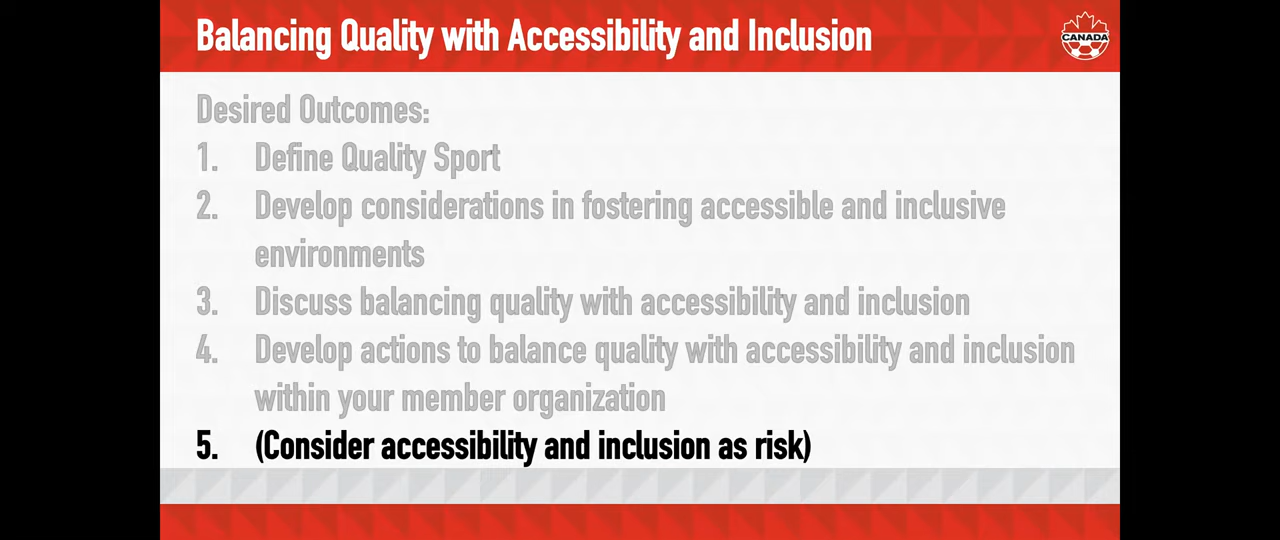 Balancing Quality with Accessibility and Inclusion
CANADA
Desired Outcomes:
1. Define Quality Sport
2. Develop considerations in fostering accessible and inclusive
environments
3. Discuss balancing quality with accessibility and inclusion
4. Develop actions to balance quality with accessibility and inclusion
within your member organization
5. (Consider accessibility and inclusion as risk)